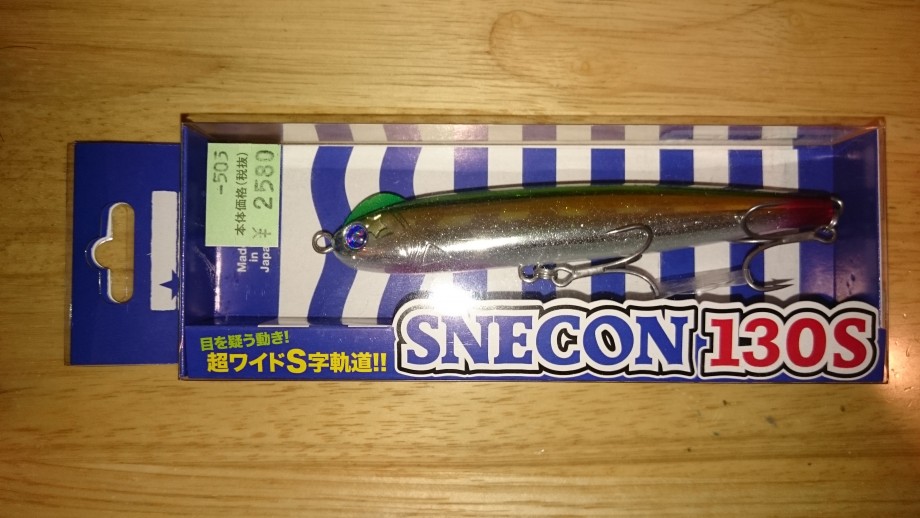 -503
本体価格(税抜)
¥2580
Made
in
Japan
目を疑う動き!
超ワイドS字軌道!!
SNECON 130S